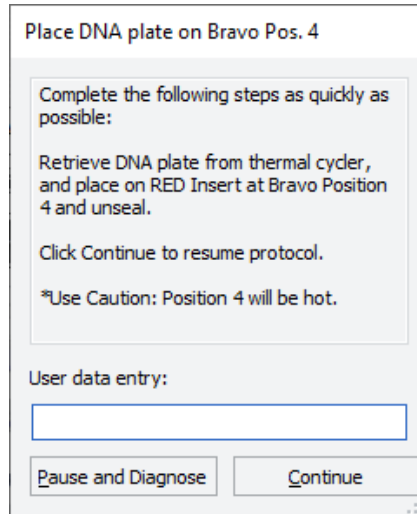 Place DNA plate on Bravo Pos. 4
Complete the following steps as quickly as
possible:
Retrieve DNA plate from thermal cycler,
and place on RED Insert at Bravo Position
4 and unseal.
Click Continue to resume protocol.
*Use Caution: Position 4 will be hot.
User data entry:
Pause and Diagnose
Continue